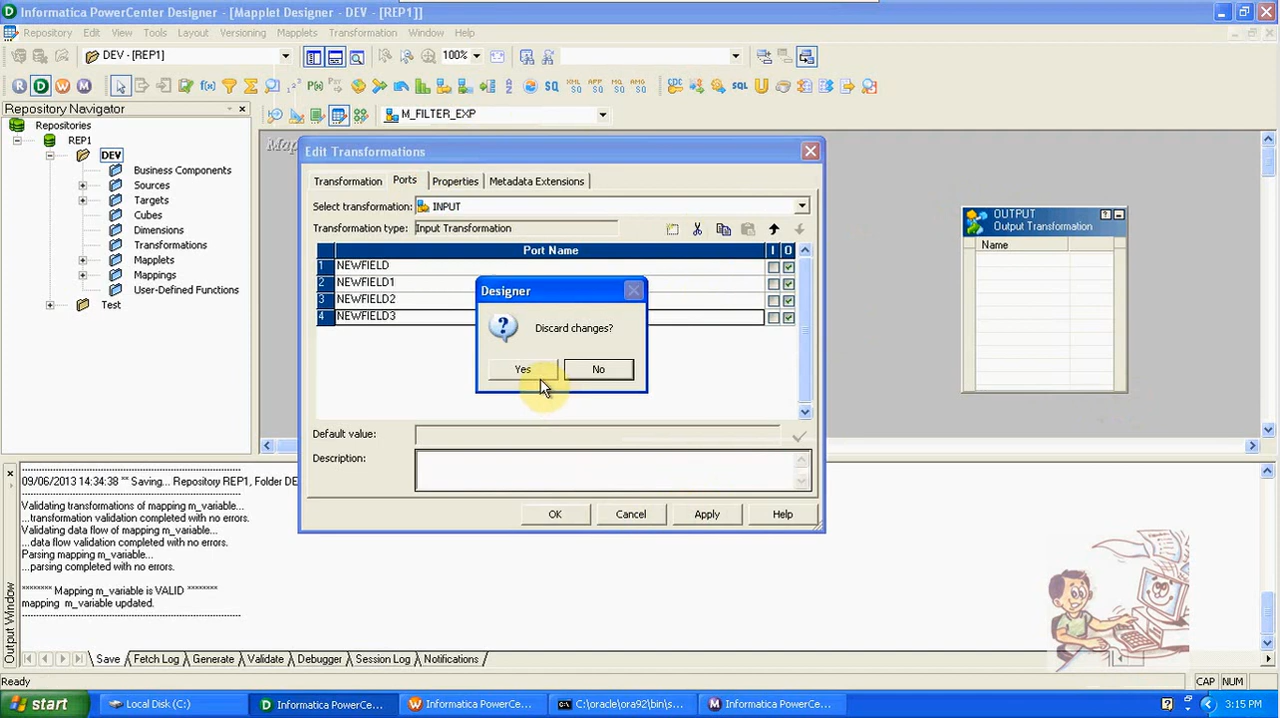 Informatica PowerCenter Designer - [Mapplet Designer - DEV - [REP1]]
Repository Edit View Tools Layout Versioning Mapplets Transformation Window Help
DEV - [REP1]
100%
M_FILTER_EXP
Repository Navigator
Repositories
REP1
DEV
Business Components
Sources
Targets
Cubes
Dimensions
Transformations
Mapplets
Mappings
User-Defined Functions
Test
Edit Transformations
Transformation Ports Properties Metadata Extensions
Select transformation: INPUT
Transformation type: Input Transformation
Port Name I O
1 NEWFIELD
2 NEWFIELD1
3 NEWFIELD2
4 NEWFIELD3
Designer
Discard changes?
Yes No
Default value:
Description:
OK Cancel Apply Help
OUTPUT
Output Transformation
Name
09/06/2013 14:34:38 ** Saving... Repository REP1, Folder DE
Validating transformations of mapping m_variable...
...transformation validation completed with no errors.
Validating data flow of mapping m_variable...
...data flow validation completed with no errors.
Parsing mapping m_variable...
...parsing completed with no errors.
******** Mapping m_variable is VALID ********
mapping m_variable updated.
Output Window
Save Fetch Log Generate Validate Debugger Session Log Notifications
Ready
CAP NUM
start Local Disk (C:) Informatica PowerCe... Informatica PowerCe... C:\oracle\ora92\bin\s... Informatica PowerCe... 3:15 PM